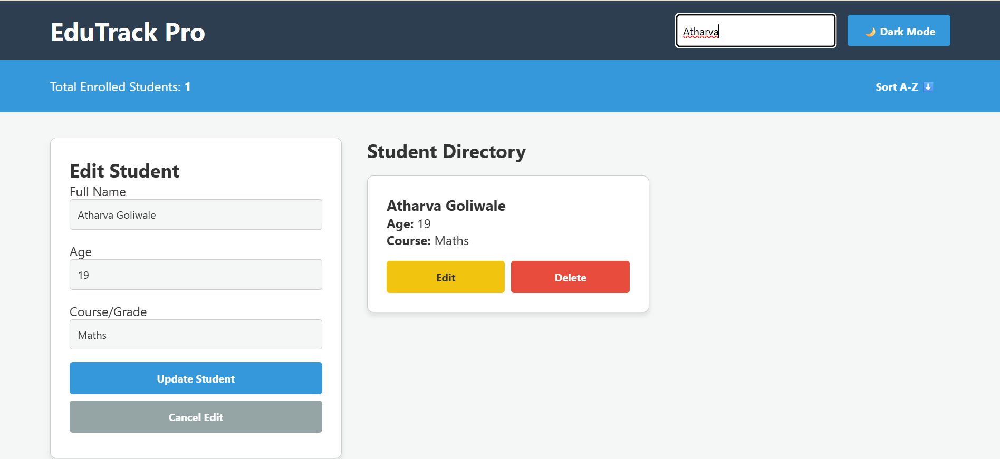 EduTrack Pro
Atharva
🌙 Dark Mode
Total Enrolled Students: 1
Sort A-Z ⬇️
Edit Student
Full Name
Atharva Goliwale
Age
19
Course/Grade
Maths
Update Student
Cancel Edit
Student Directory
Atharva Goliwale
Age: 19
Course: Maths
Edit
Delete